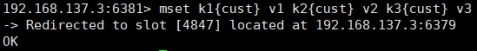 192.168.137.3:6381> mset k1{cust} v1 k2{cust} v2 k3{cust} v3
-> Redirected to slot [4847] located at 192.168.137.3:6379
OK